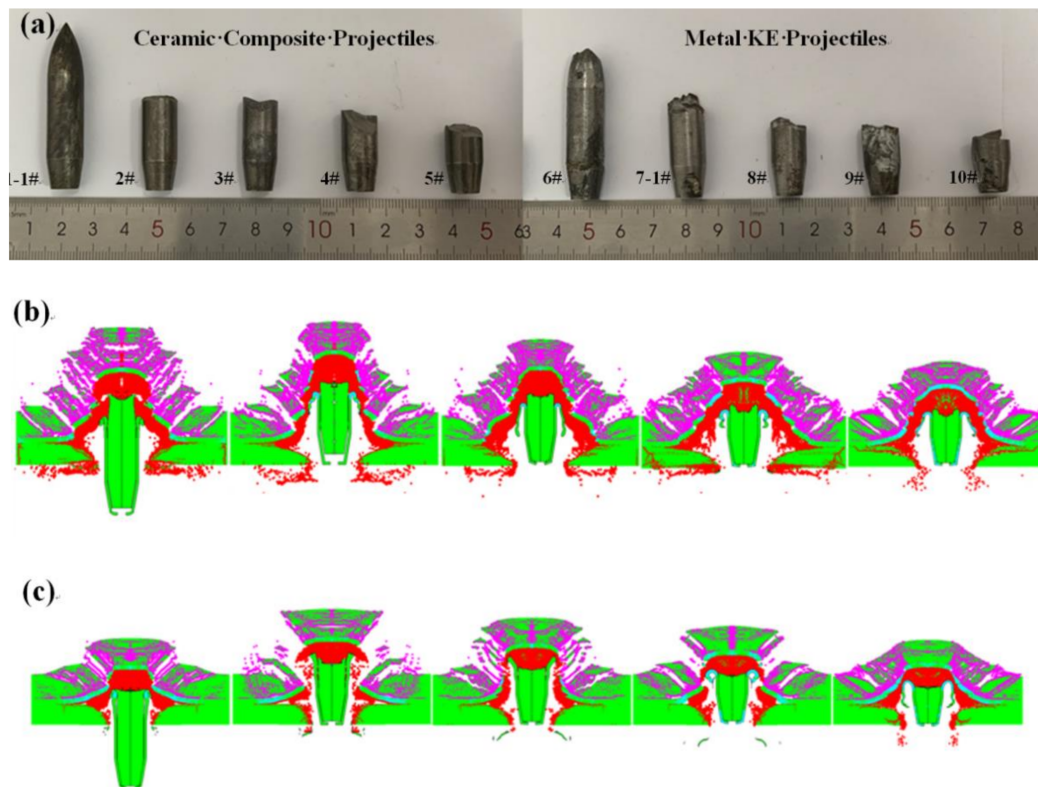 (a)
Ceramic·Composite·Projectiles
Metal·KE·Projectiles
1-1#
2#
3#
4#
5#
6#
7-1#
8#
9#
10#
1 2 3 4 5 6 7 8 9 10 1 2 3 4 5 6
3 4 5 6 7 8 9 10 1 2 3 4 5 6 7 8
(b)
(c)